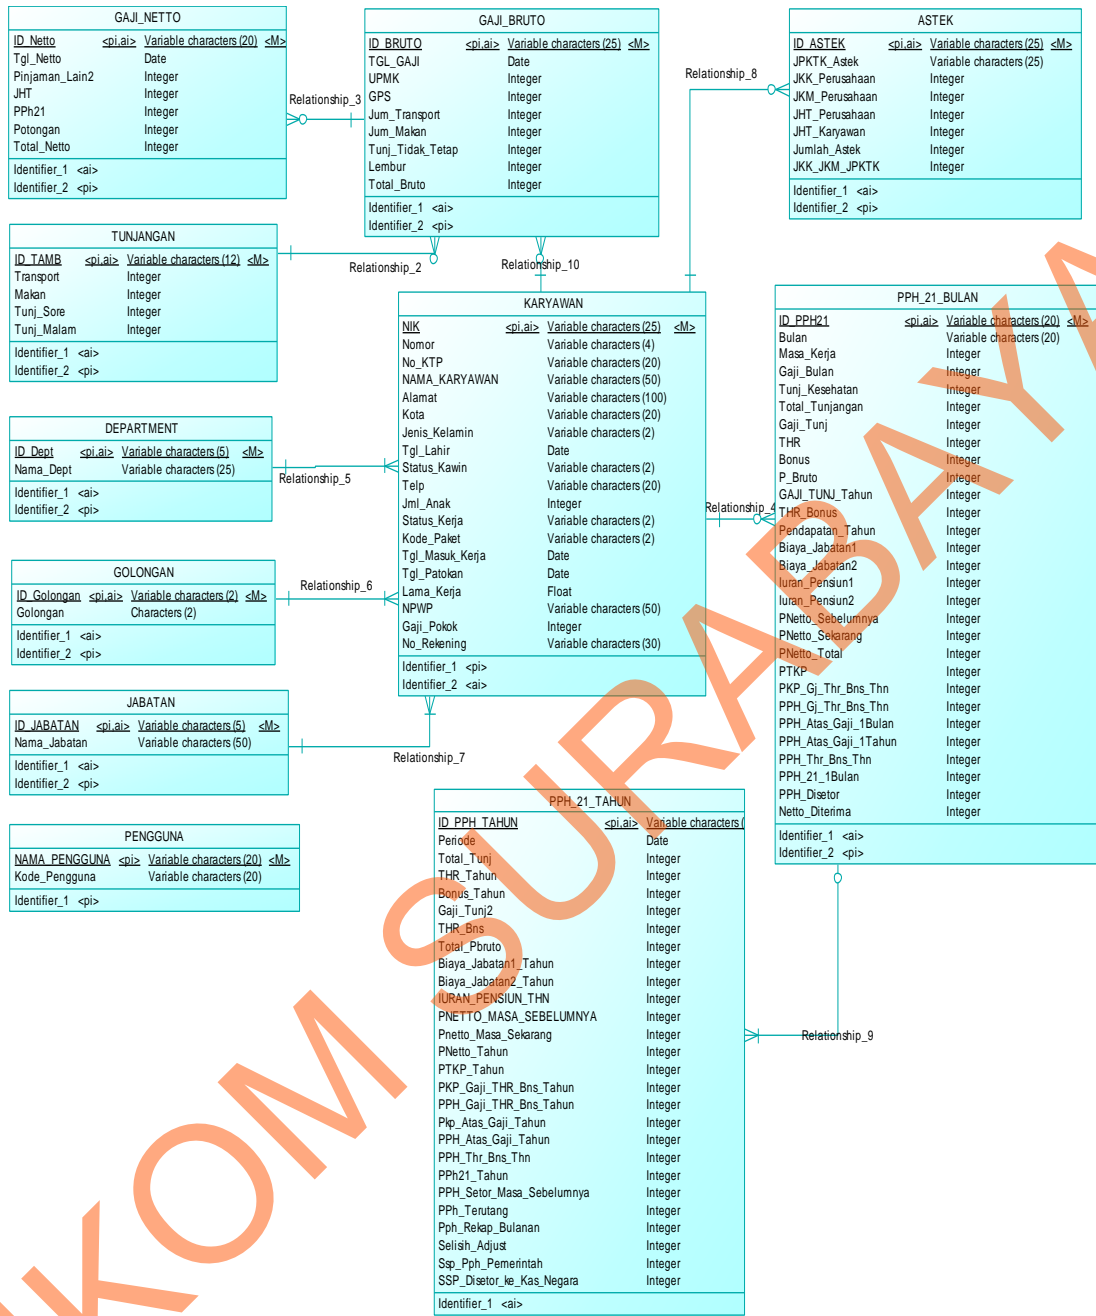 GAJI_NETTO
ID_Netto <pi,ai> Variable characters (20) <M>
Tgl_Netto Date
Pinjaman_Lain2 Integer
JHT Integer
PPh21 Integer
Potongan Integer
Total_Netto Integer
Identifier_1 <ai>
Identifier_2 <pi>
Relationship_3
GAJI_BRUTO
ID_BRUTO <pi,ai> Variable characters (25) <M>
TGL_GAJI Date
UPMK Integer
GPS Integer
Jum_Transport Integer
Jum_Makan Integer
Tunj_Tidak_Tetap Integer
Lembur Integer
Total_Bruto Integer
Identifier_1 <ai>
Identifier_2 <pi>
Relationship_8
ASTEK
ID_ASTEK <pi,ai> Variable characters (25) <M>
JPKTK_Astek Variable characters (25)
JKK_Perusahaan Integer
JKM_Perusahaan Integer
JHT_Perusahaan Integer
JHT_Karyawan Integer
Jumlah_Astek Integer
JKK_JKM_JPKTK Integer
Identifier_1 <ai>
Identifier_2 <pi>
TUNJANGAN
ID_TAMB <pi,ai> Variable characters (12) <M>
Transport Integer
Makan Integer
Tunj_Sore Integer
Tunj_Malam Integer
Identifier_1 <ai>
Identifier_2 <pi>
Relationship_2
Relationship_10
KARYAWAN
NIK <pi,ai> Variable characters (25) <M>
Nomor Variable characters (4)
No_KTP Variable characters (20)
NAMA_KARYAWAN Variable characters (50)
Alamat Variable characters (100)
Kota Variable characters (20)
Jenis_Kelamin Variable characters (2)
Tgl_Lahir Date
Status_Kawin Variable characters (2)
Telp Variable characters (20)
Jml_Anak Integer
Status_Kerja Variable characters (2)
Kode_Paket Variable characters (2)
Tgl_Masuk_Kerja Date
Tgl_Patokan Date
Lama_Kerja Float
NPWP Variable characters (50)
Gaji_Pokok Integer
No_Rekening Variable characters (30)
Identifier_1 <pi>
Identifier_2 <ai>
DEPARTMENT
ID_Dept <pi,ai> Variable characters (5) <M>
Nama_Dept Variable characters (25)
Identifier_1 <ai>
Identifier_2 <pi>
Relationship_5
GOLONGAN
ID_Golongan <pi,ai> Variable characters (2) <M>
Golongan Characters (2)
Identifier_1 <ai>
Identifier_2 <pi>
Relationship_6
JABATAN
ID_JABATAN <pi,ai> Variable characters (5) <M>
Nama_Jabatan Variable characters (50)
Identifier_1 <ai>
Identifier_2 <pi>
Relationship_7
PENGGUNA
NAMA_PENGGUNA <pi> Variable characters (20) <M>
Kode_Pengguna Variable characters (20)
Identifier_1 <pi>
Relationship_4
PPH_21_BULAN
ID_PPH21 <pi,ai> Variable characters (20) <M>
Bulan Variable characters (20)
Masa_Kerja Integer
Gaji_Bulan Integer
Tunj_Kesehatan Integer
Total_Tunjangan Integer
Gaji_Tunj Integer
THR Integer
Bonus Integer
P_Bruto Integer
GAJI_TUNJ_Tahun Integer
THR_Bonus Integer
Pendapatan_Tahun Integer
Biaya_Jabatan1 Integer
Biaya_Jabatan2 Integer
Iuran_Pensiun1 Integer
Iuran_Pensiun2 Integer
PNetto_Sebelumnya Integer
PNetto_Sekarang Integer
PNetto_Total Integer
PTKP Integer
PKP_Gj_Thr_Bns_Thn Integer
PPH_Gj_Thr_Bns_Thn Integer
PPH_Atas_Gaji_1Bulan Integer
PPH_Atas_Gaji_1Tahun Integer
PPH_Thr_Bns_Thn Integer
PPH_21_1Bulan Integer
PPH_Disetor Integer
Netto_Diterima Integer
Identifier_1 <ai>
Identifier_2 <pi>
Relationship_9
PPH_21_TAHUN
ID_PPH_TAHUN <pi,ai> Variable characters (
Periode Date
Total_Tunj Integer
THR_Tahun Integer
Bonus_Tahun Integer
Gaji_Tunj2 Integer
THR_Bns Integer
Total_Pbruto Integer
Biaya_Jabatan1_Tahun Integer
Biaya_Jabatan2_Tahun Integer
IURAN_PENSIUN_THN Integer
PNETTO_MASA_SEBELUMNYA Integer
Pnetto_Masa_Sekarang Integer
PNetto_Tahun Integer
PTKP_Tahun Integer
PKP_Gaji_THR_Bns_Tahun Integer
PPH_Gaji_THR_Bns_Tahun Integer
Pkp_Atas_Gaji_Tahun Integer
PPH_Atas_Gaji_Tahun Integer
PPH_Thr_Bns_Thn Integer
PPh21_Tahun Integer
PPH_Setor_Masa_Sebelumnya Integer
PPh_Terutang Integer
Pph_Rekap_Bulanan Integer
Selisih_Adjust Integer
Ssp_Pph_Pemerintah Integer
SSP_Disetor_ke_Kas_Negara Integer
Identifier_1 <ai>
IKOM SURABAYA